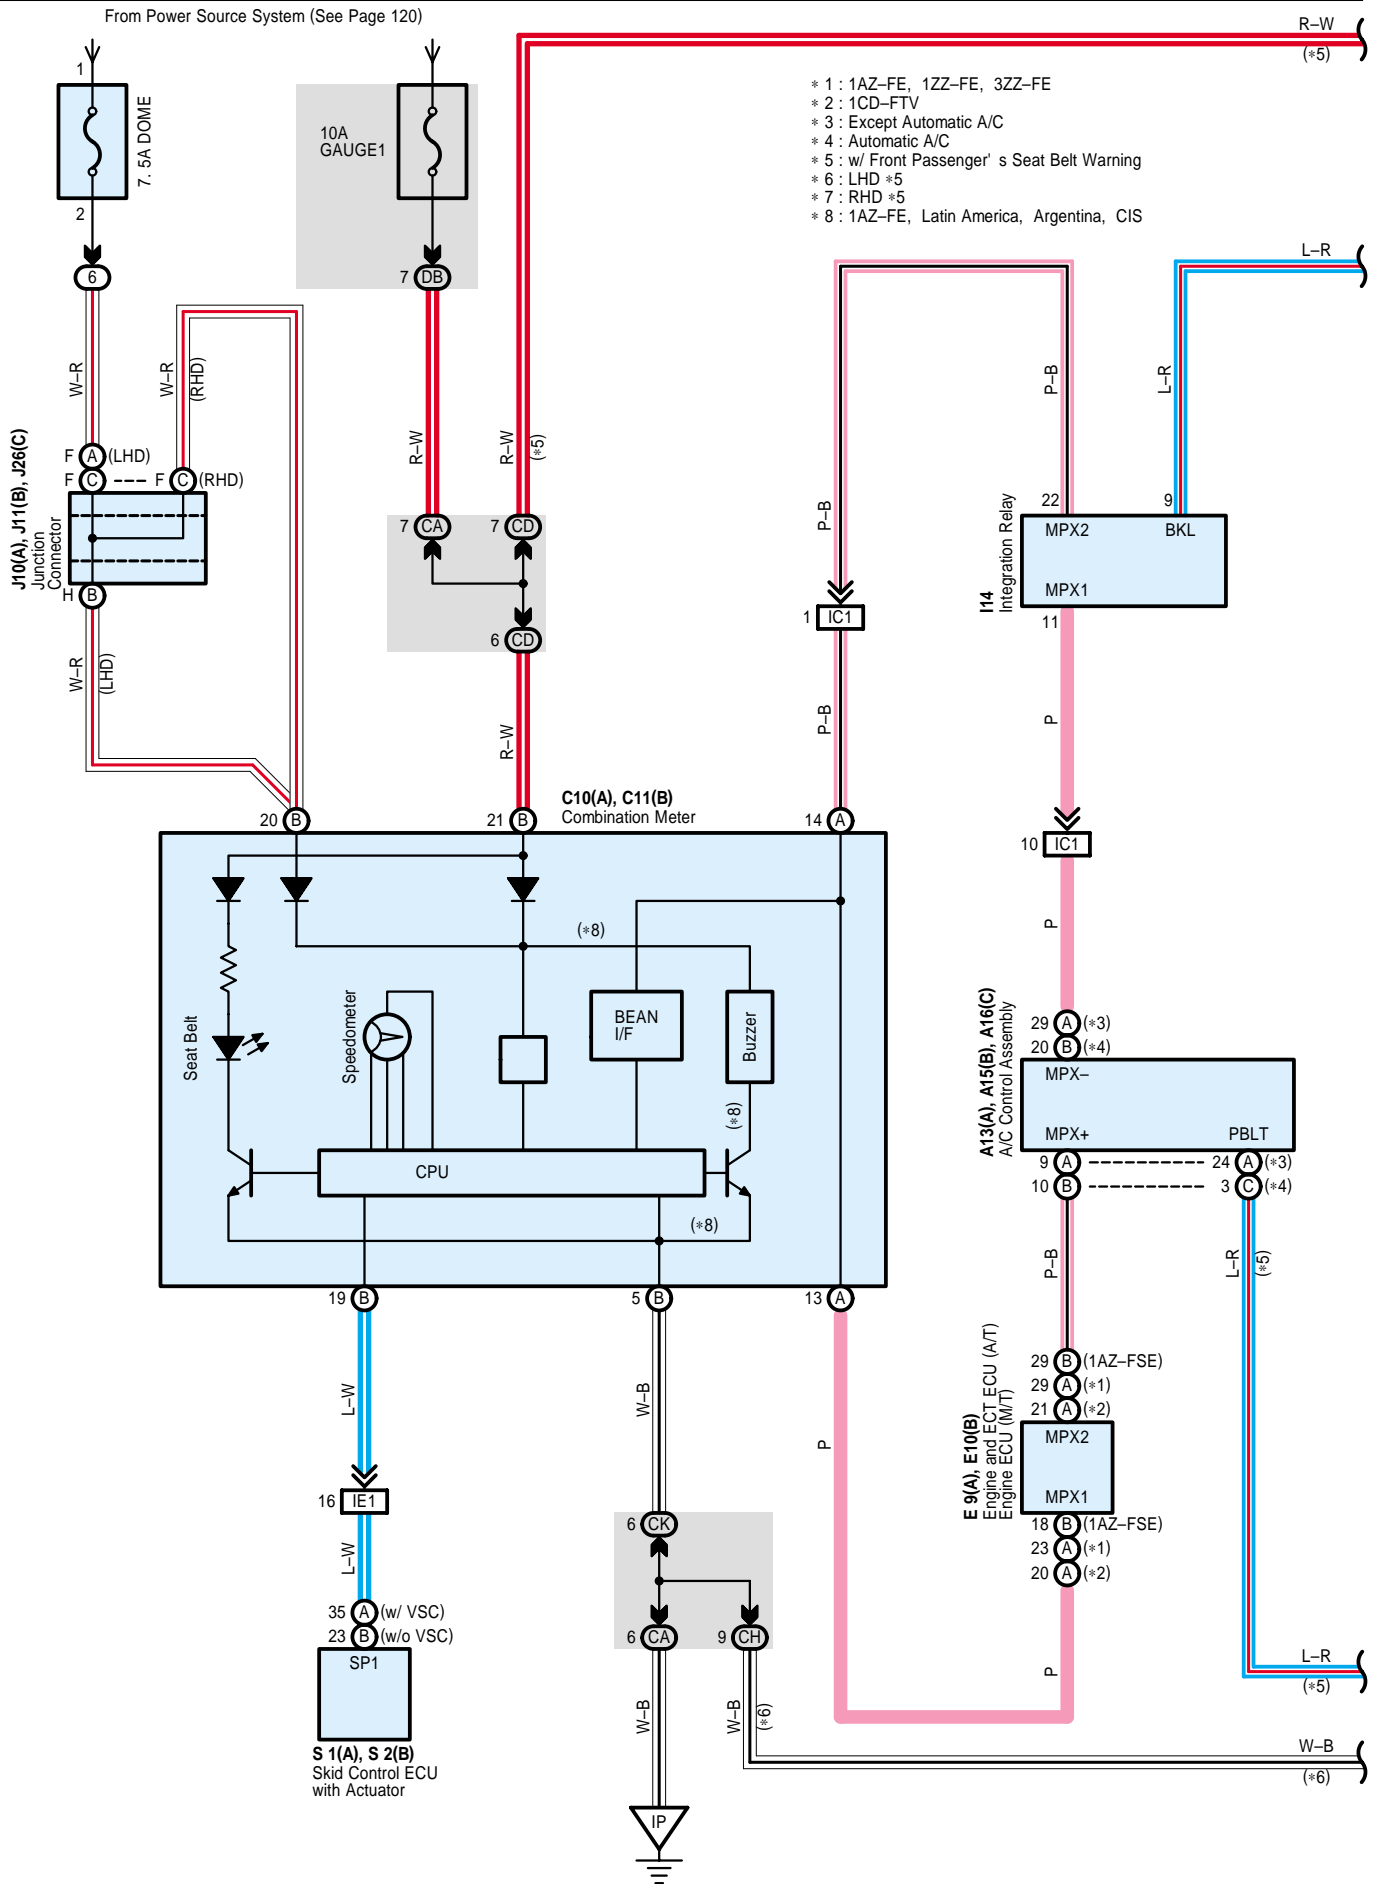 From Power Source System (See Page 120)
R–W
(∗5)
1
7. 5A DOME
2
6
10A
GAUGE1
7 DB
∗ 1 : 1AZ–FE, 1ZZ–FE, 3ZZ–FE
∗ 2 : 1CD–FTV
∗ 3 : Except Automatic A/C
∗ 4 : Automatic A/C
∗ 5 : w/ Front Passenger' s Seat Belt Warning
∗ 6 : LHD ∗5
∗ 7 : RHD ∗5
∗ 8 : 1AZ–FE, Latin America, Argentina, CIS
L–R
W–R
W–R
(RHD)
R–W
R–W
(∗5)
P–B
L–R
F A (LHD)
F C F C (RHD)
J10(A), J11(B), J26(C)
Junction
Connector
H B
W–R
(LHD)
7 CA
7 CD
6 CD
R–W
P–B
1 IC1
P–B
22
9
MPX2
BKL
MPX1
I14
Integration Relay
11
P
10 IC1
P
C10(A), C11(B)
Combination Meter
20 B
21 B
14 A
(∗8)
Seat Belt
Speedometer
BEAN
I/F
Buzzer
(∗8)
CPU
(∗8)
29 A (∗3)
20 B (∗4)
MPX–
MPX+
PBLT
A13(A), A15(B), A16(C)
A/C Control Assembly
9 A 24 A (∗3)
10 B 3 C (∗4)
P–B
L–R
(∗5)
19 B
5 B
13 A
L–W
W–B
P
29 B (1AZ–FSE)
29 A (∗1)
21 A (∗2)
MPX2
MPX1
E 9(A), E10(B)
Engine and ECT ECU (A/T)
Engine ECU (M/T)
18 B (1AZ–FSE)
23 A (∗1)
20 A (∗2)
P
16 IE1
L–W
35 A (w/ VSC)
23 B (w/o VSC)
SP1
S 1(A), S 2(B)
Skid Control ECU
with Actuator
6 CK
6 CA
9 CH
W–B
W–B
(∗6)
IP
L–R
(∗5)
W–B
(∗6)